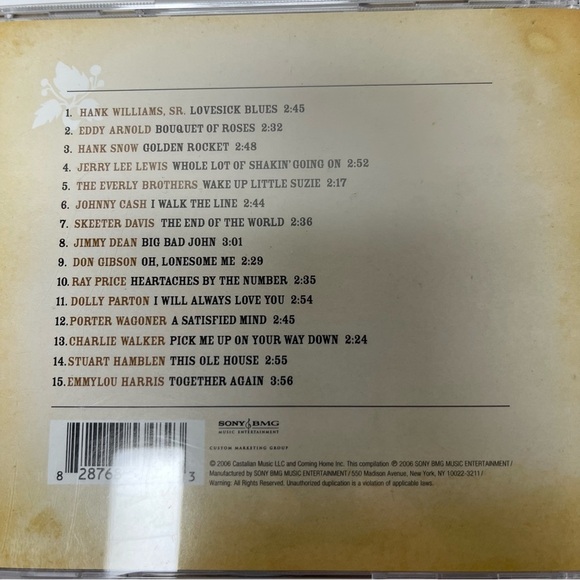 1. HANK WILLIAMS, SR. LOVESICK BLUES 2:45
2. EDDY ARNOLD BOUQUET OF ROSES 2:32
3. HANK SNOW GOLDEN ROCKET 2:48
4. JERRY LEE LEWIS WHOLE LOT OF SHAKIN' GOING ON 2:52
5. THE EVERLY BROTHERS WAKE UP LITTLE SUZIE 2:17
6. JOHNNY CASH I WALK THE LINE 2:44
7. SKEETER DAVIS THE END OF THE WORLD 2:36
8. JIMMY DEAN BIG BAD JOHN 3:01
9. DON GIBSON OH, LONESOME ME 2:29
10. RAY PRICE HEARTACHES BY THE NUMBER 2:35
11. DOLLY PARTON I WILL ALWAYS LOVE YOU 2:54
12. PORTER WAGONER A SATISFIED MIND 2:45
13. CHARLIE WALKER PICK ME UP ON YOUR WAY DOWN 2:24
14. STUART HAMBLEN THIS OLE HOUSE 2:55
15. EMMYLOU HARRIS TOGETHER AGAIN 3:56
SONY BMG
MUSIC ENTERTAINMENT
CUSTOM MARKETING GROUP
© 2006 Castalian Music LLC and Coming Home Inc. This compilation ℗ 2006 SONY BMG MUSIC ENTERTAINMENT/
Manufactured by SONY BMG MUSIC ENTERTAINMENT/550 Madison Avenue, New York, NY 10022-3211/
Warning: All Rights Reserved. Unauthorized duplication is a violation of applicable laws.
8 3